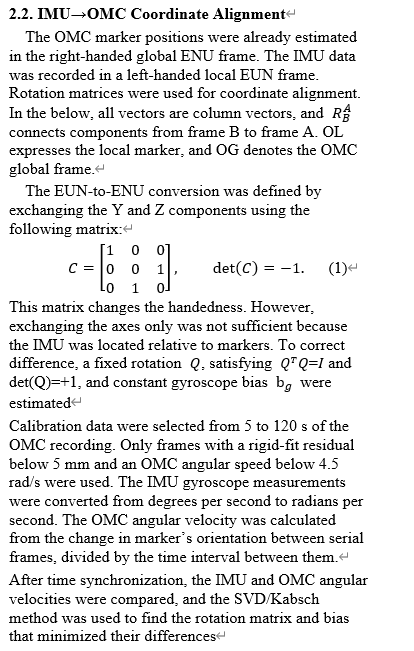 2.2. IMU→OMC Coordinate Alignment↵
The OMC marker positions were already estimated
in the right-handed global ENU frame. The IMU data
was recorded in a left-handed local EUN frame.
Rotation matrices were used for coordinate alignment.
In the below, all vectors are column vectors, and R_B^A
connects components from frame B to frame A. OL
expresses the local marker, and OG denotes the OMC
global frame.↵
The EUN-to-ENU conversion was defined by
exchanging the Y and Z components using the
following matrix:↵
C = [1 0 0; 0 0 1; 0 1 0], det(C) = −1. (1)↵
This matrix changes the handedness. However,
exchanging the axes only was not sufficient because
the IMU was located relative to markers. To correct
difference, a fixed rotation Q, satisfying QᵀQ=I and
det(Q)=+1, and constant gyroscope bias b_g were
estimated↵
Calibration data were selected from 5 to 120 s of the
OMC recording. Only frames with a rigid-fit residual
below 5 mm and an OMC angular speed below 4.5
rad/s were used. The IMU gyroscope measurements
were converted from degrees per second to radians per
second. The OMC angular velocity was calculated
from the change in marker's orientation between serial
frames, divided by the time interval between them.↵
After time synchronization, the IMU and OMC angular
velocities were compared, and the SVD/Kabsch
method was used to find the rotation matrix and bias
that minimized their differences↵